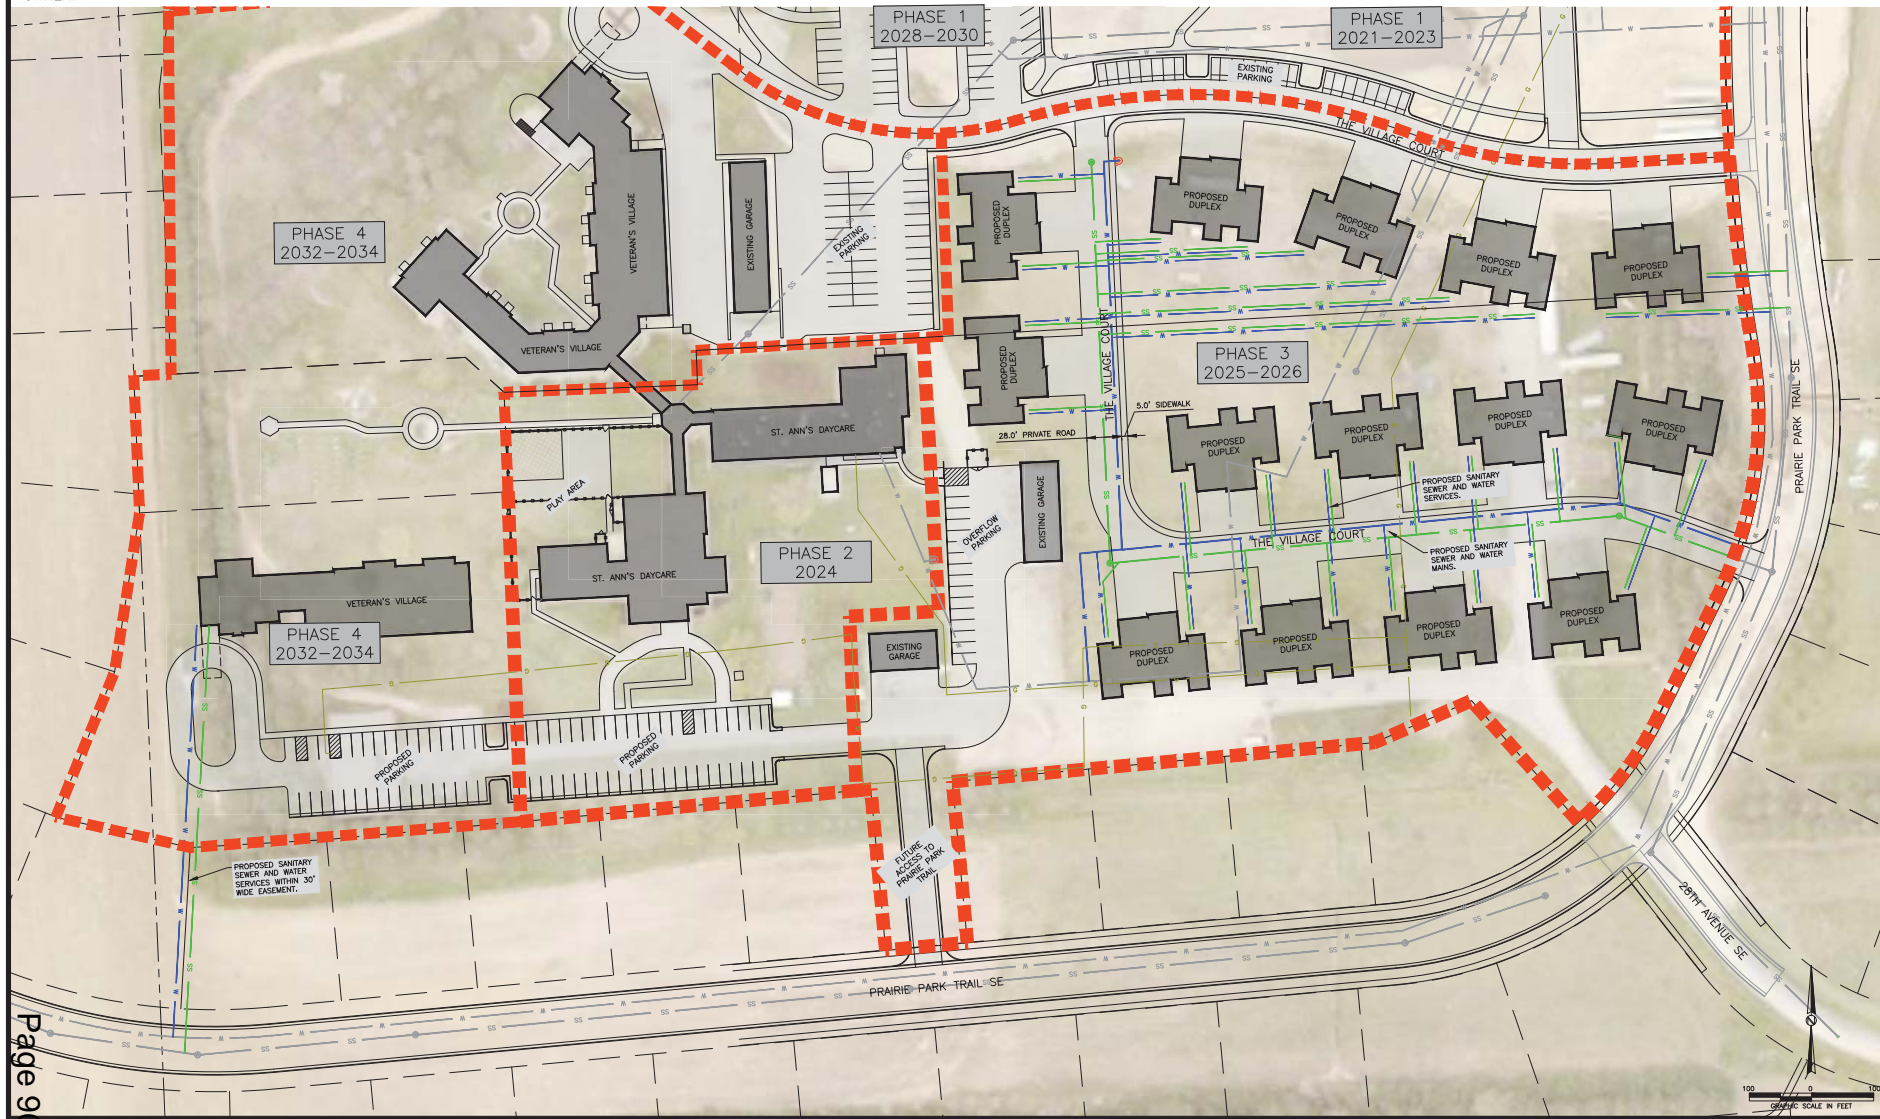 PHASE 1
2028-2030
PHASE 1
2021-2023
EXISTING
PARKING
THE VILLAGE COURT
PHASE 4
2032-2034
VETERAN'S VILLAGE
EXISTING GARAGE
EXISTING
PARKING
VETERAN'S VILLAGE
PROPOSED
DUPLEX
PROPOSED
DUPLEX
PROPOSED
DUPLEX
PROPOSED
DUPLEX
PROPOSED
DUPLEX
PROPOSED
DUPLEX
THE VILLAGE COURT
PHASE 3
2025-2026
PRAIRIE PARK TRAIL SE
5.0' SIDEWALK
28.0' PRIVATE ROAD
ST. ANN'S DAYCARE
PROPOSED
DUPLEX
PROPOSED
DUPLEX
PROPOSED
DUPLEX
PROPOSED
DUPLEX
PROPOSED SANITARY
SEWER AND WATER
SERVICES.
PLAY AREA
OVERFLOW
PARKING
EXISTING GARAGE
THE VILLAGE COURT
PROPOSED SANITARY
SEWER AND WATER
MAINS.
PHASE 2
2024
ST. ANN'S DAYCARE
VETERAN'S VILLAGE
PHASE 4
2032-2034
EXISTING
GARAGE
PROPOSED
DUPLEX
PROPOSED
DUPLEX
PROPOSED
DUPLEX
PROPOSED
DUPLEX
PROPOSED
PARKING
PROPOSED
PARKING
FUTURE
ACCESS TO
PRAIRIE PARK
TRAIL
PROPOSED SANITARY
SEWER AND WATER
SERVICES WITHIN 30'
WIDE EASEMENT.
28TH AVENUE SE
PRAIRIE PARK TRAIL SE
Page 9
100 0 100
GRAPHIC SCALE IN FEET